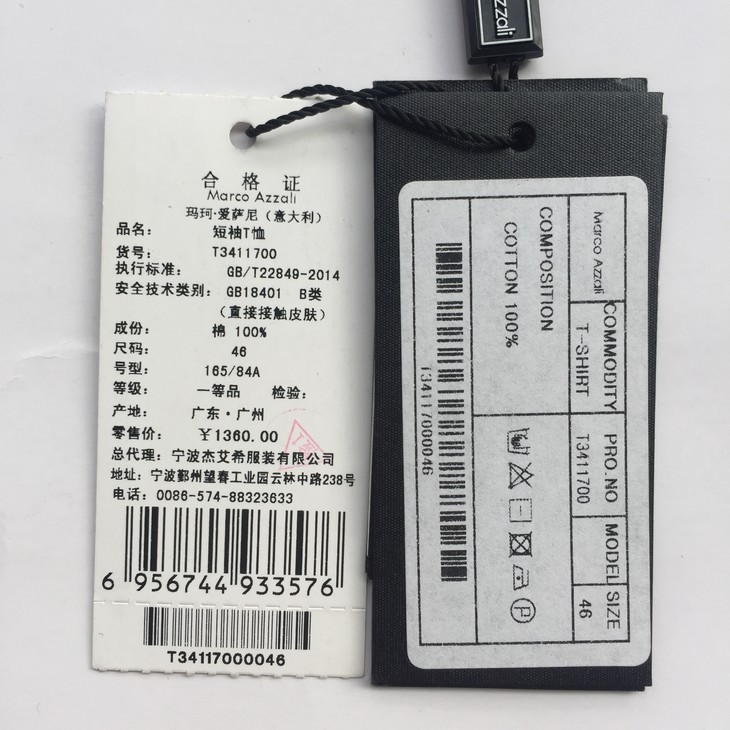 Azzali
合格证
Marco Azzali
玛珂·爱萨尼（意大利）
品名： 短袖T恤
货号： T3411700
执行标准： GB/T22849-2014
安全技术类别： GB18401 B类
（直接接触皮肤）
成份： 棉 100%
尺码： 46
号型： 165/84A
等级： 一等品 检验：
产地： 广东·广州
零售价： ￥1360.00
总代理：宁波杰艾希服装有限公司
地址：宁波鄞州望春工业园云林中路238号
电话：0086-574-88323633
6 956744 933576
T34117000046
Marco Azzali
COMMODITY PRO.NO MODEL SIZE
T-SHIRT T3411700 46
COMPOSITION
COTTON 100%
P
T34117000046